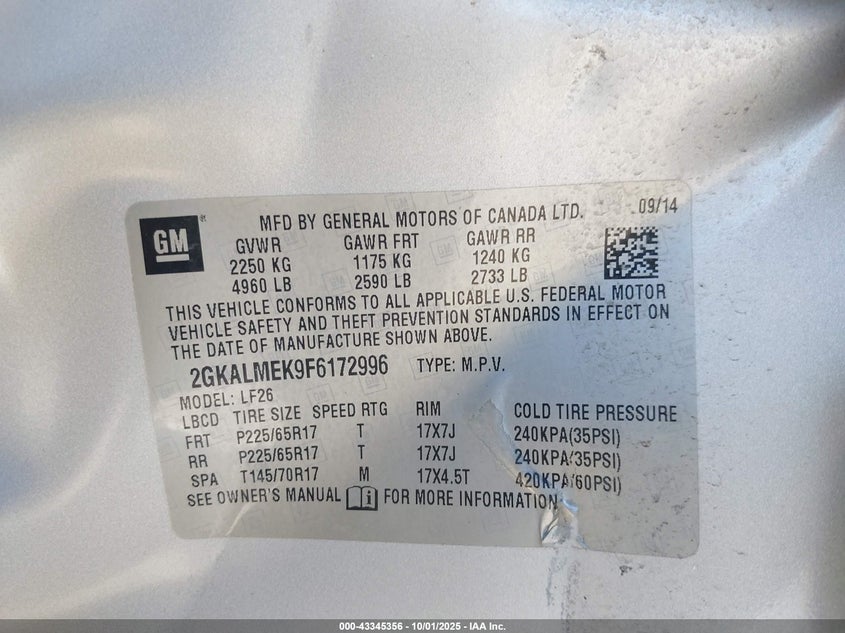 GM
MFD BY GENERAL MOTORS OF CANADA LTD. 09/14
GVWR GAWR FRT GAWR RR
2250 KG 1175 KG 1240 KG
4960 LB 2590 LB 2733 LB
THIS VEHICLE CONFORMS TO ALL APPLICABLE U.S. FEDERAL MOTOR
VEHICLE SAFETY AND THEFT PREVENTION STANDARDS IN EFFECT ON
THE DATE OF MANUFACTURE SHOWN ABOVE.
2GKALMEK9F6172996 TYPE: M.P.V.
MODEL: LF26
LBCD TIRE SIZE SPEED RTG RIM COLD TIRE PRESSURE
FRT P225/65R17 T 17X7J 240KPA(35PSI)
RR P225/65R17 T 17X7J 240KPA(35PSI)
SPA T145/70R17 M 17X4.5T 420KPA(60PSI)
SEE OWNER'S MANUAL FOR MORE INFORMATION
000-43345356 - 10/01/2025 - IAA Inc.